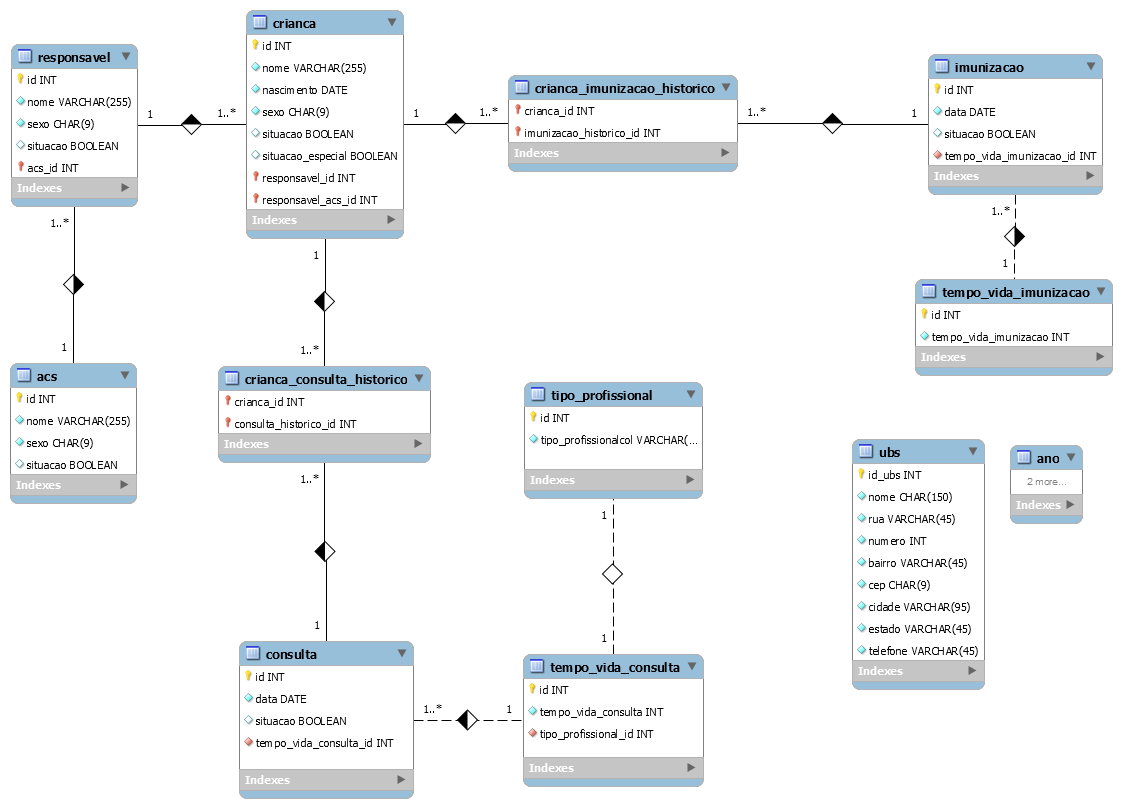 responsavel
id INT
nome VARCHAR(255)
sexo CHAR(9)
situacao BOOLEAN
acs_id INT
Indexes
1
1..*
crianca
id INT
nome VARCHAR(255)
nascimento DATE
sexo CHAR(9)
situacao BOOLEAN
situacao_especial BOOLEAN
responsavel_id INT
responsavel_acs_id INT
Indexes
1
1..*
crianca_imunizacao_historico
crianca_id INT
imunizacao_historico_id INT
Indexes
1..*
1
imunizacao
id INT
data DATE
situacao BOOLEAN
tempo_vida_imunizacao_id INT
Indexes
1..*
1
tempo_vida_imunizacao
id INT
tempo_vida_imunizacao INT
Indexes
1..*
1
acs
id INT
nome VARCHAR(255)
sexo CHAR(9)
situacao BOOLEAN
Indexes
1
1..*
crianca_consulta_historico
crianca_id INT
consulta_historico_id INT
Indexes
1..*
1
consulta
id INT
data DATE
situacao BOOLEAN
tempo_vida_consulta_id INT
Indexes
1..*
1
tipo_profissional
id INT
tipo_profissionalcol VARCHAR(...
Indexes
1
1
tempo_vida_consulta
id INT
tempo_vida_consulta INT
tipo_profissional_id INT
Indexes
ubs
id_ubs INT
nome CHAR(150)
rua VARCHAR(45)
numero INT
bairro VARCHAR(45)
cep CHAR(9)
cidade VARCHAR(95)
estado VARCHAR(45)
telefone VARCHAR(45)
Indexes
ano
2 more...
Indexes